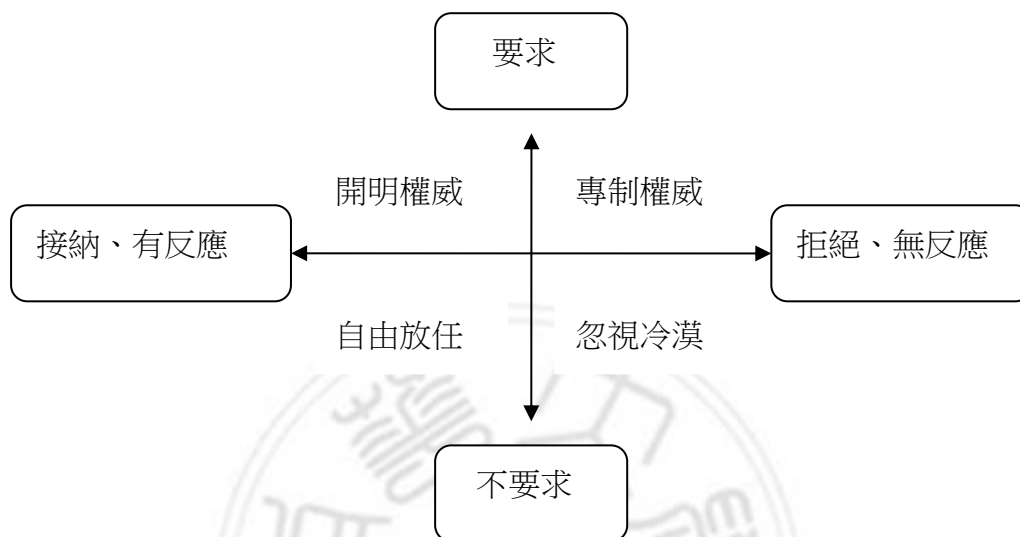 要求
開明權威 專制權威
接納、有反應 拒絕、無反應
自由放任 忽視冷漠
不要求